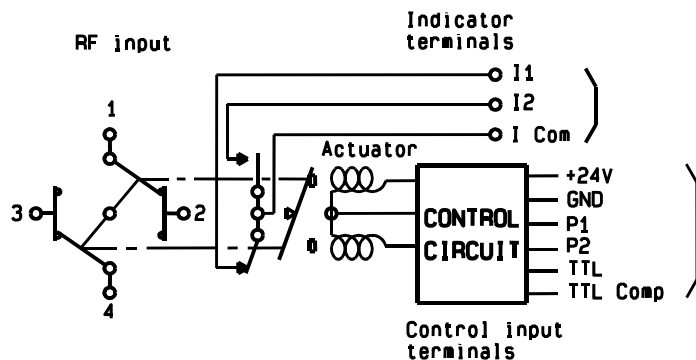 Indicator
terminals
RF input
I1
I2
I Com
1
Actuator
+24V
GND
P1
P2
TTL
TTL Comp
CONTROL
CIRCUIT
3
2
4
Control input
terminals